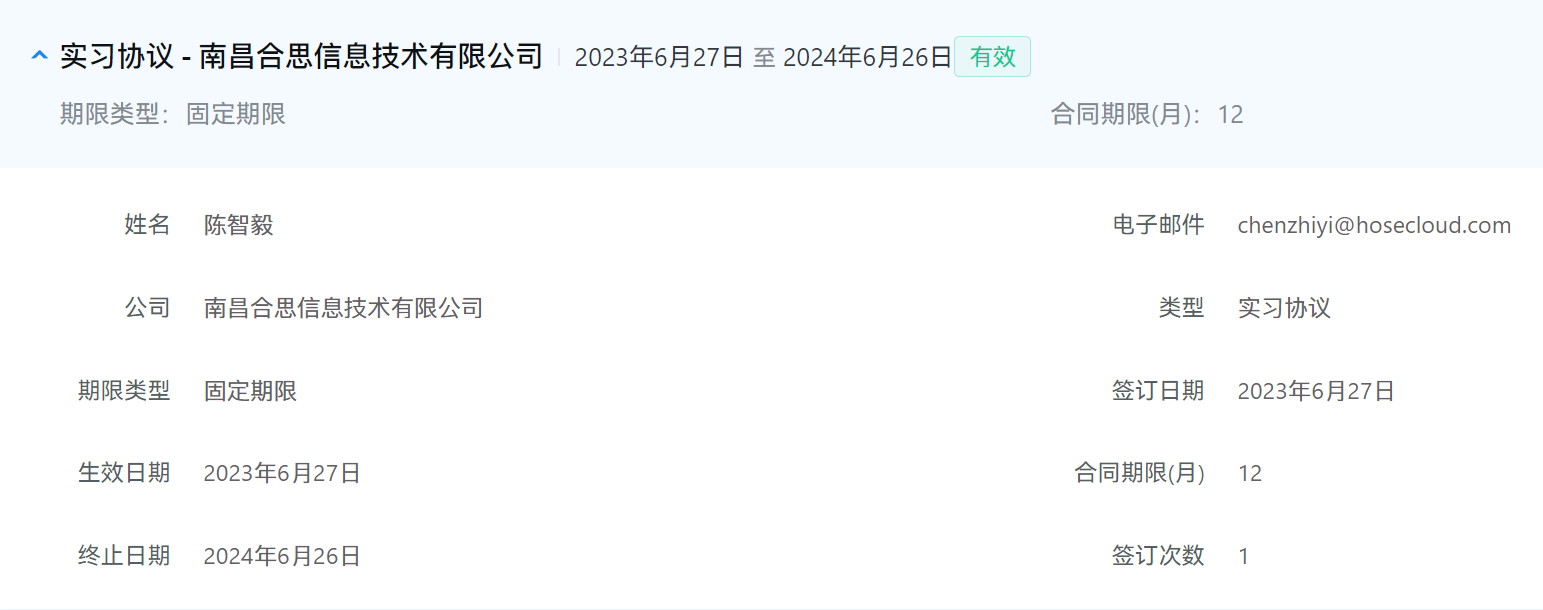 实习协议 - 南昌合思信息技术有限公司 2023年6月27日 至 2024年6月26日 有效
期限类型: 固定期限 合同期限(月): 12
姓名 陈智毅 电子邮件 chenzhiyi@hosecloud.com
公司 南昌合思信息技术有限公司 类型 实习协议
期限类型 固定期限 签订日期 2023年6月27日
生效日期 2023年6月27日 合同期限(月) 12
终止日期 2024年6月26日 签订次数 1